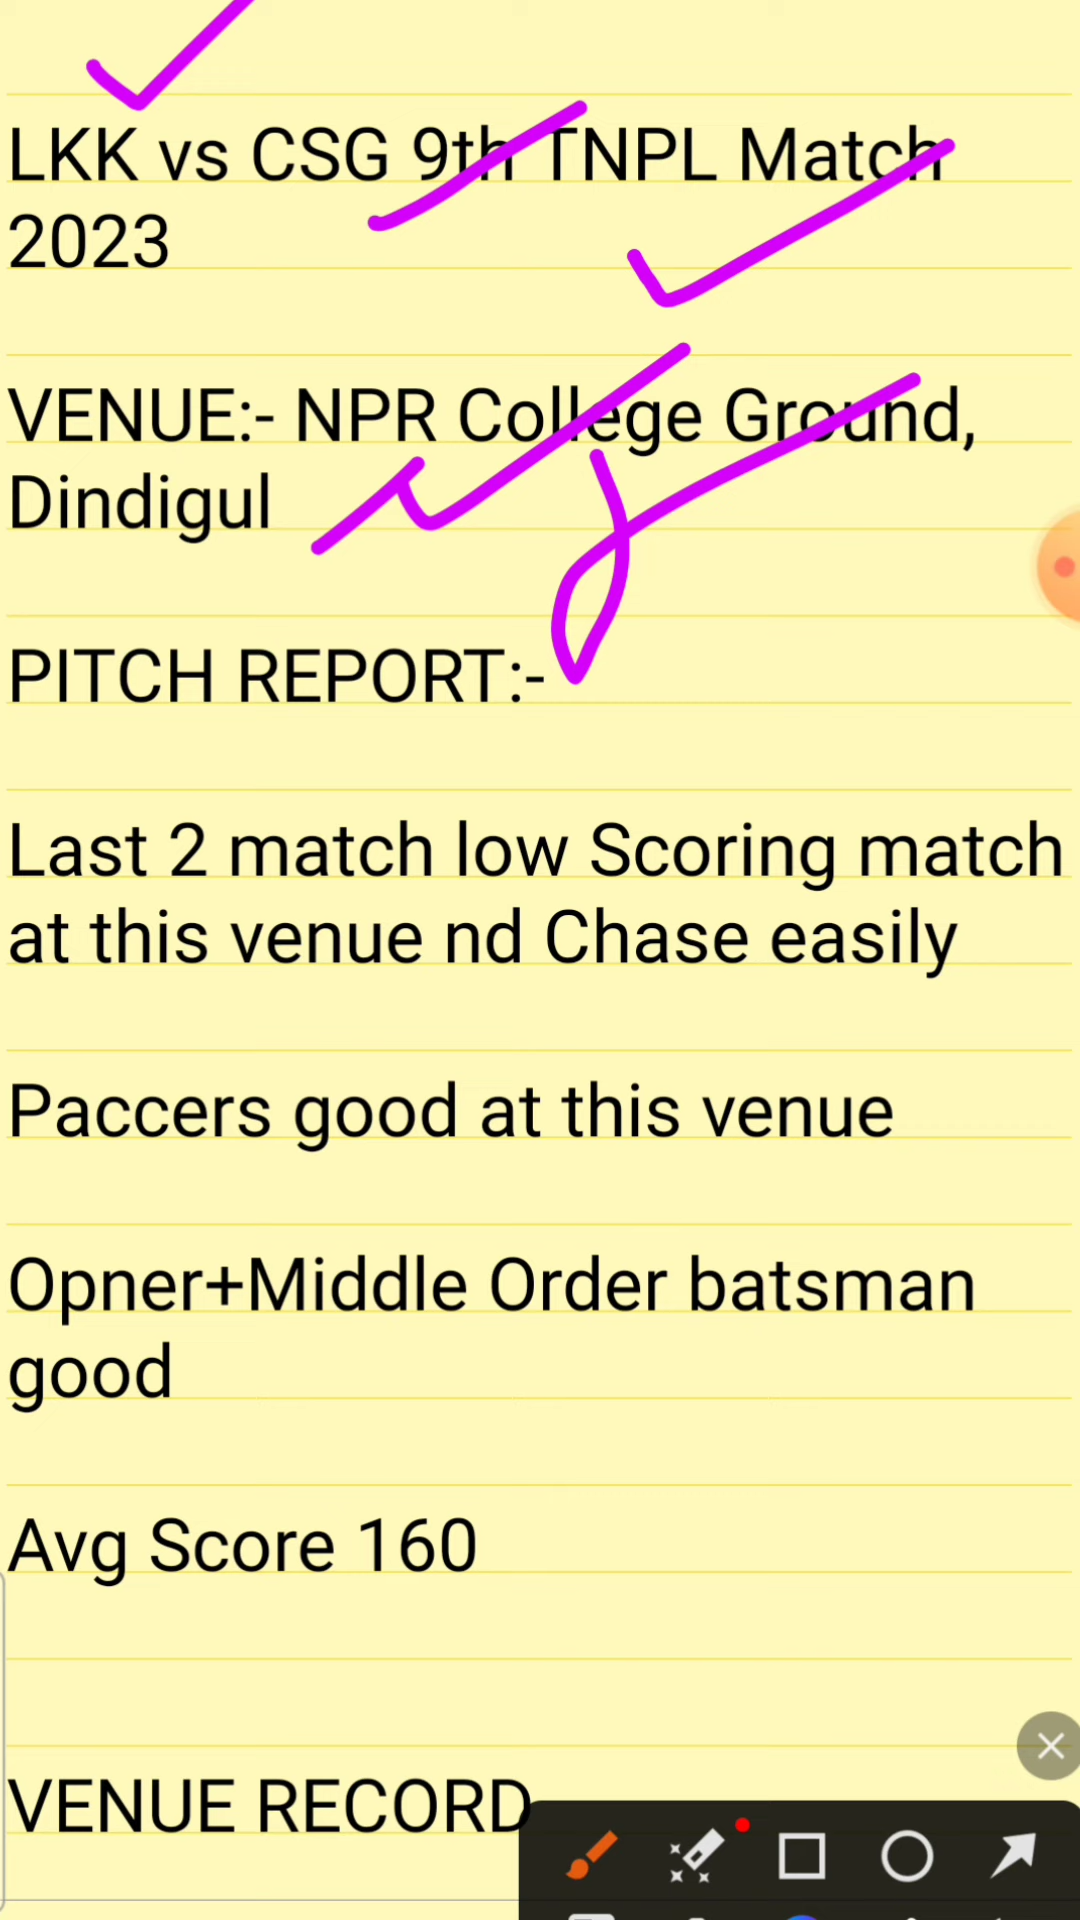 LKK vs CSG 9th TNPL Match
2023
VENUE:- NPR College Ground,
Dindigul
PITCH REPORT:-
Last 2 match low Scoring match
at this venue nd Chase easily
Paccers good at this venue
Opner+Middle Order batsman
good
Avg Score 160
VENUE RECORD